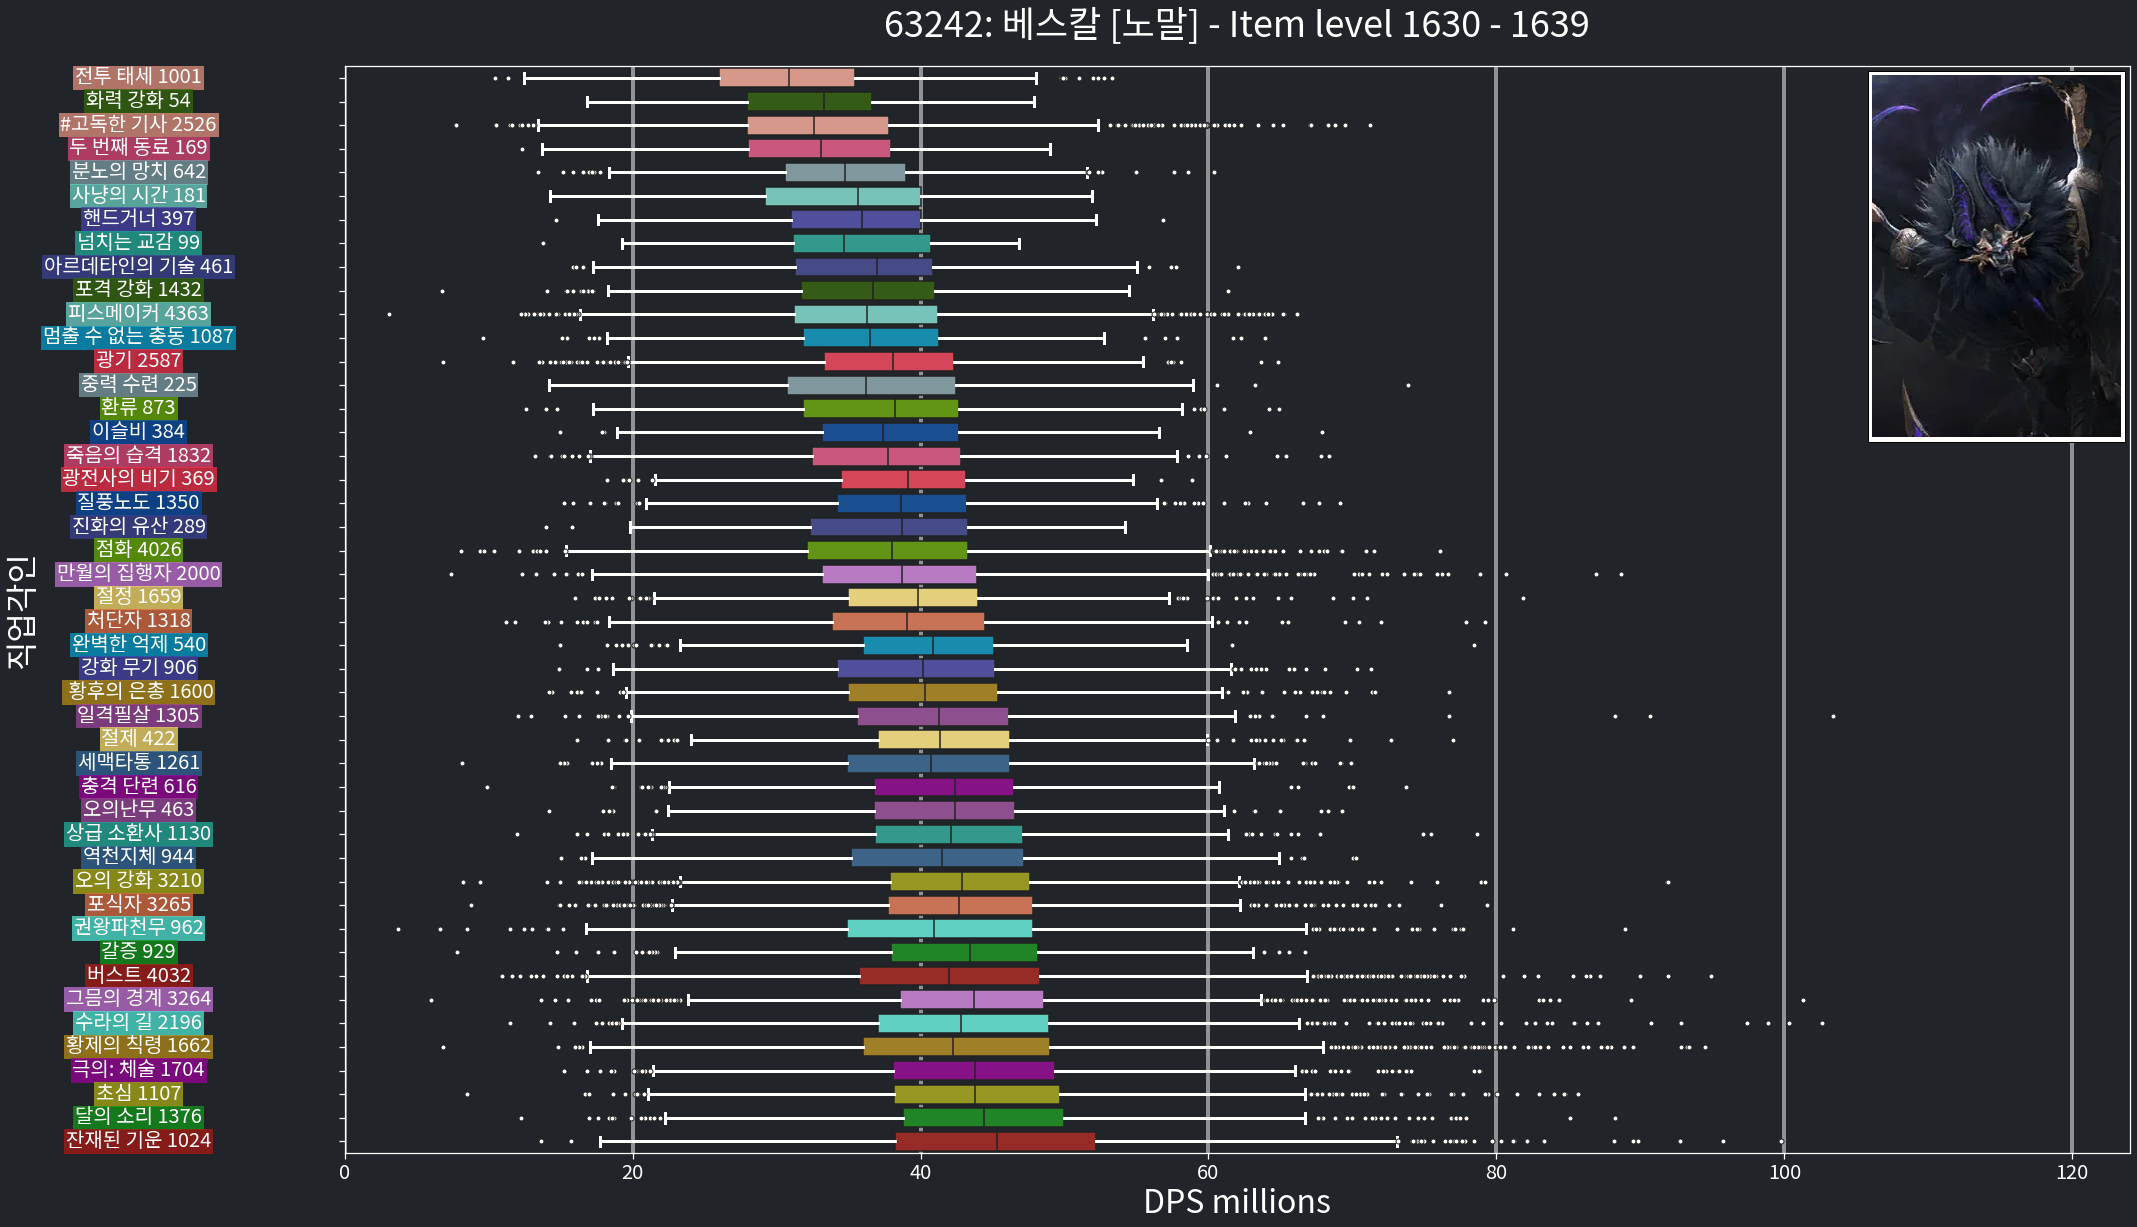 63242: 베스칼 [노말] - Item level 1630 - 1639
전투 태세 1001
화력 강화 54
#고독한 기사 2526
두 번째 동료 169
분노의 망치 642
사냥의 시간 181
핸드거너 397
넘치는 교감 99
아르데타인의 기술 461
포격 강화 1432
피스메이커 4363
멈출 수 없는 충동 1087
광기 2587
중력 수련 225
환류 873
이슬비 384
죽음의 습격 1832
광전사의 비기 369
질풍노도 1350
진화의 유산 289
점화 4026
만월의 집행자 2000
절정 1659
처단자 1318
완벽한 억제 540
강화 무기 906
황후의 은총 1600
일격필살 1305
절제 422
세맥타통 1261
충격 단련 616
오의난무 463
상급 소환사 1130
역천지체 944
오의 강화 3210
포식자 3265
권왕파천무 962
갈증 929
버스트 4032
그믐의 경계 3264
수라의 길 2196
황제의 칙령 1662
극의: 체술 1704
초심 1107
달의 소리 1376
잔재된 기운 1024
직업각인
0 20 40 60 80 100 120
DPS millions